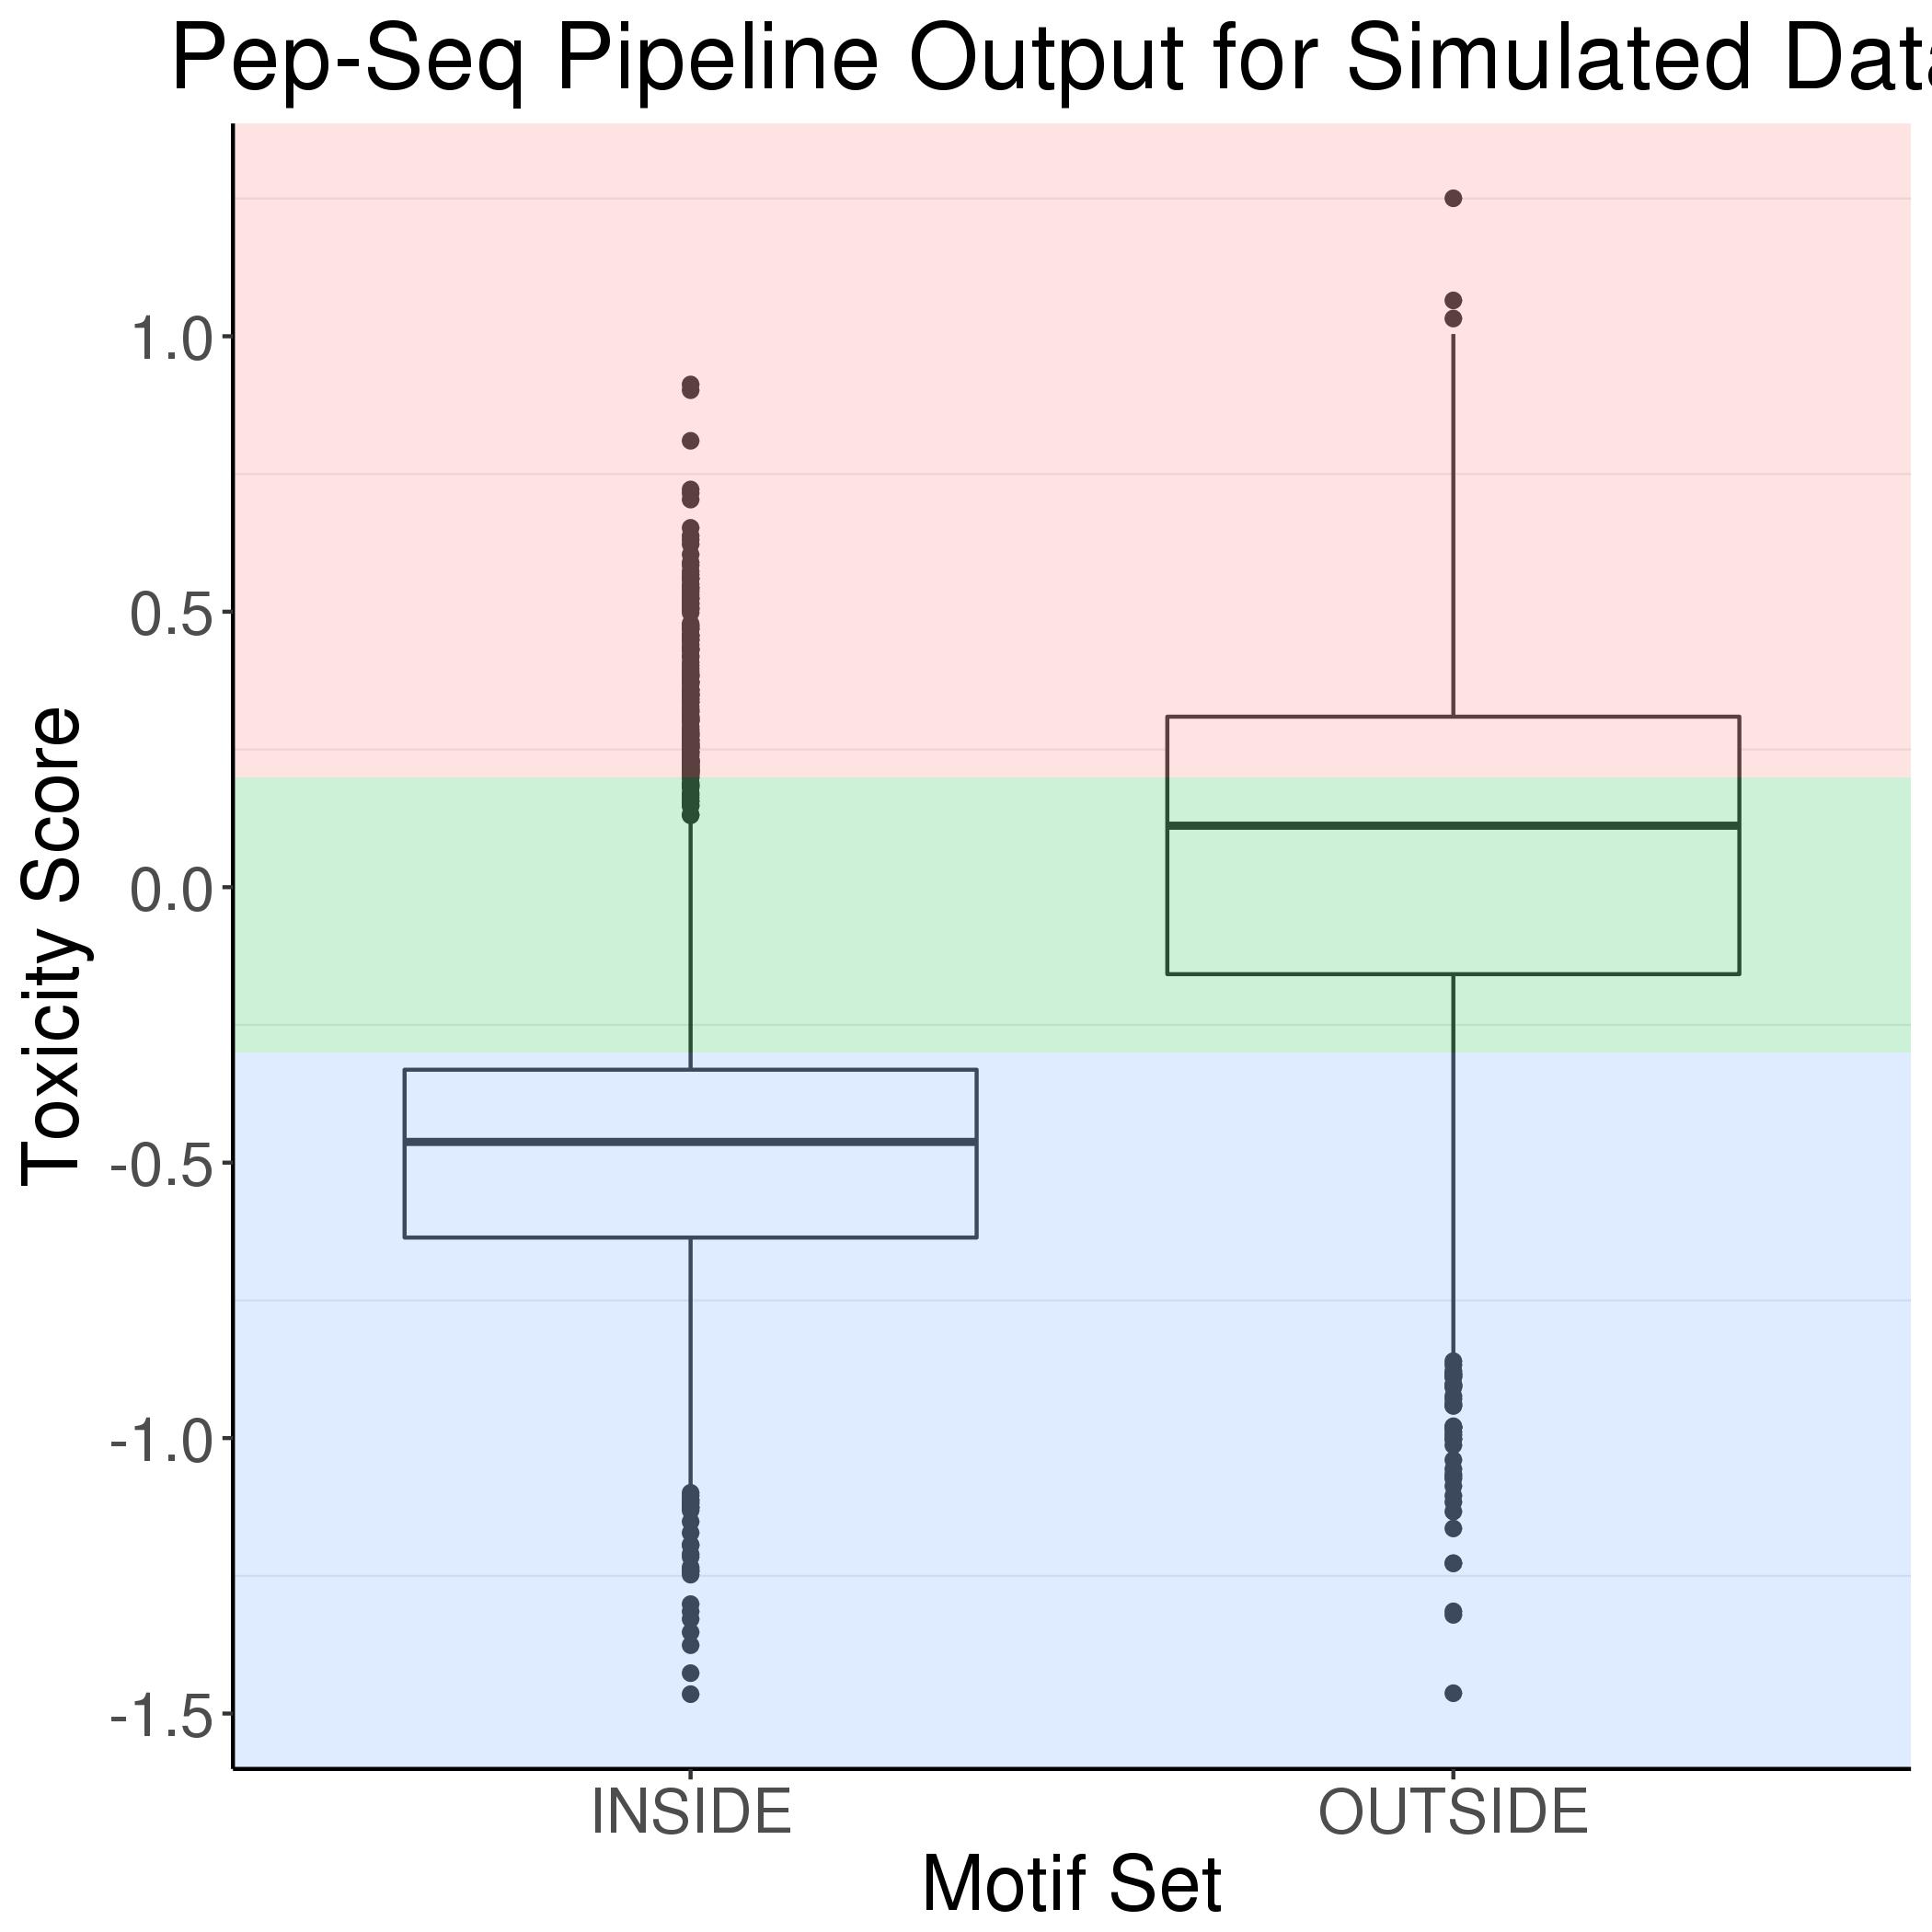 Pep-Seq Pipeline Output for Simulated Data
Toxicity Score
1.0
0.5
0.0
-0.5
-1.0
-1.5
INSIDE
OUTSIDE
Motif Set